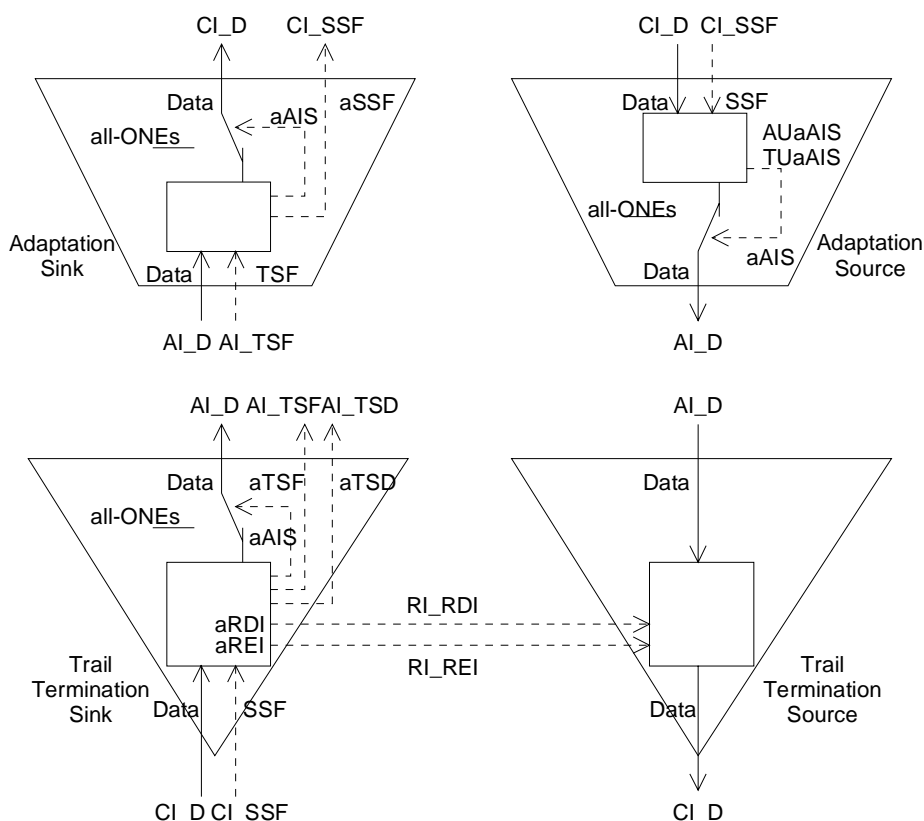 CI_D CI_SSF
CI_D CI_SSF
Data
aAIS
aSSF
all-ONEs
Adaptation
Sink
Data
TSF
AI_D AI_TSF
Data
SSF
AUaAIS
TUaAIS
all-ONEs
aAIS
Adaptation
Source
Data
AI_D
AI_D AI_TSFAI_TSD
AI_D
Data
aTSF
aTSD
all-ONEs
aAIS
aRDI
aREI
RI_RDI
RI_REI
Trail
Termination
Sink
Data
SSF
CI_D CI_SSF
Data
Trail
Termination
Source
Data
CI_D